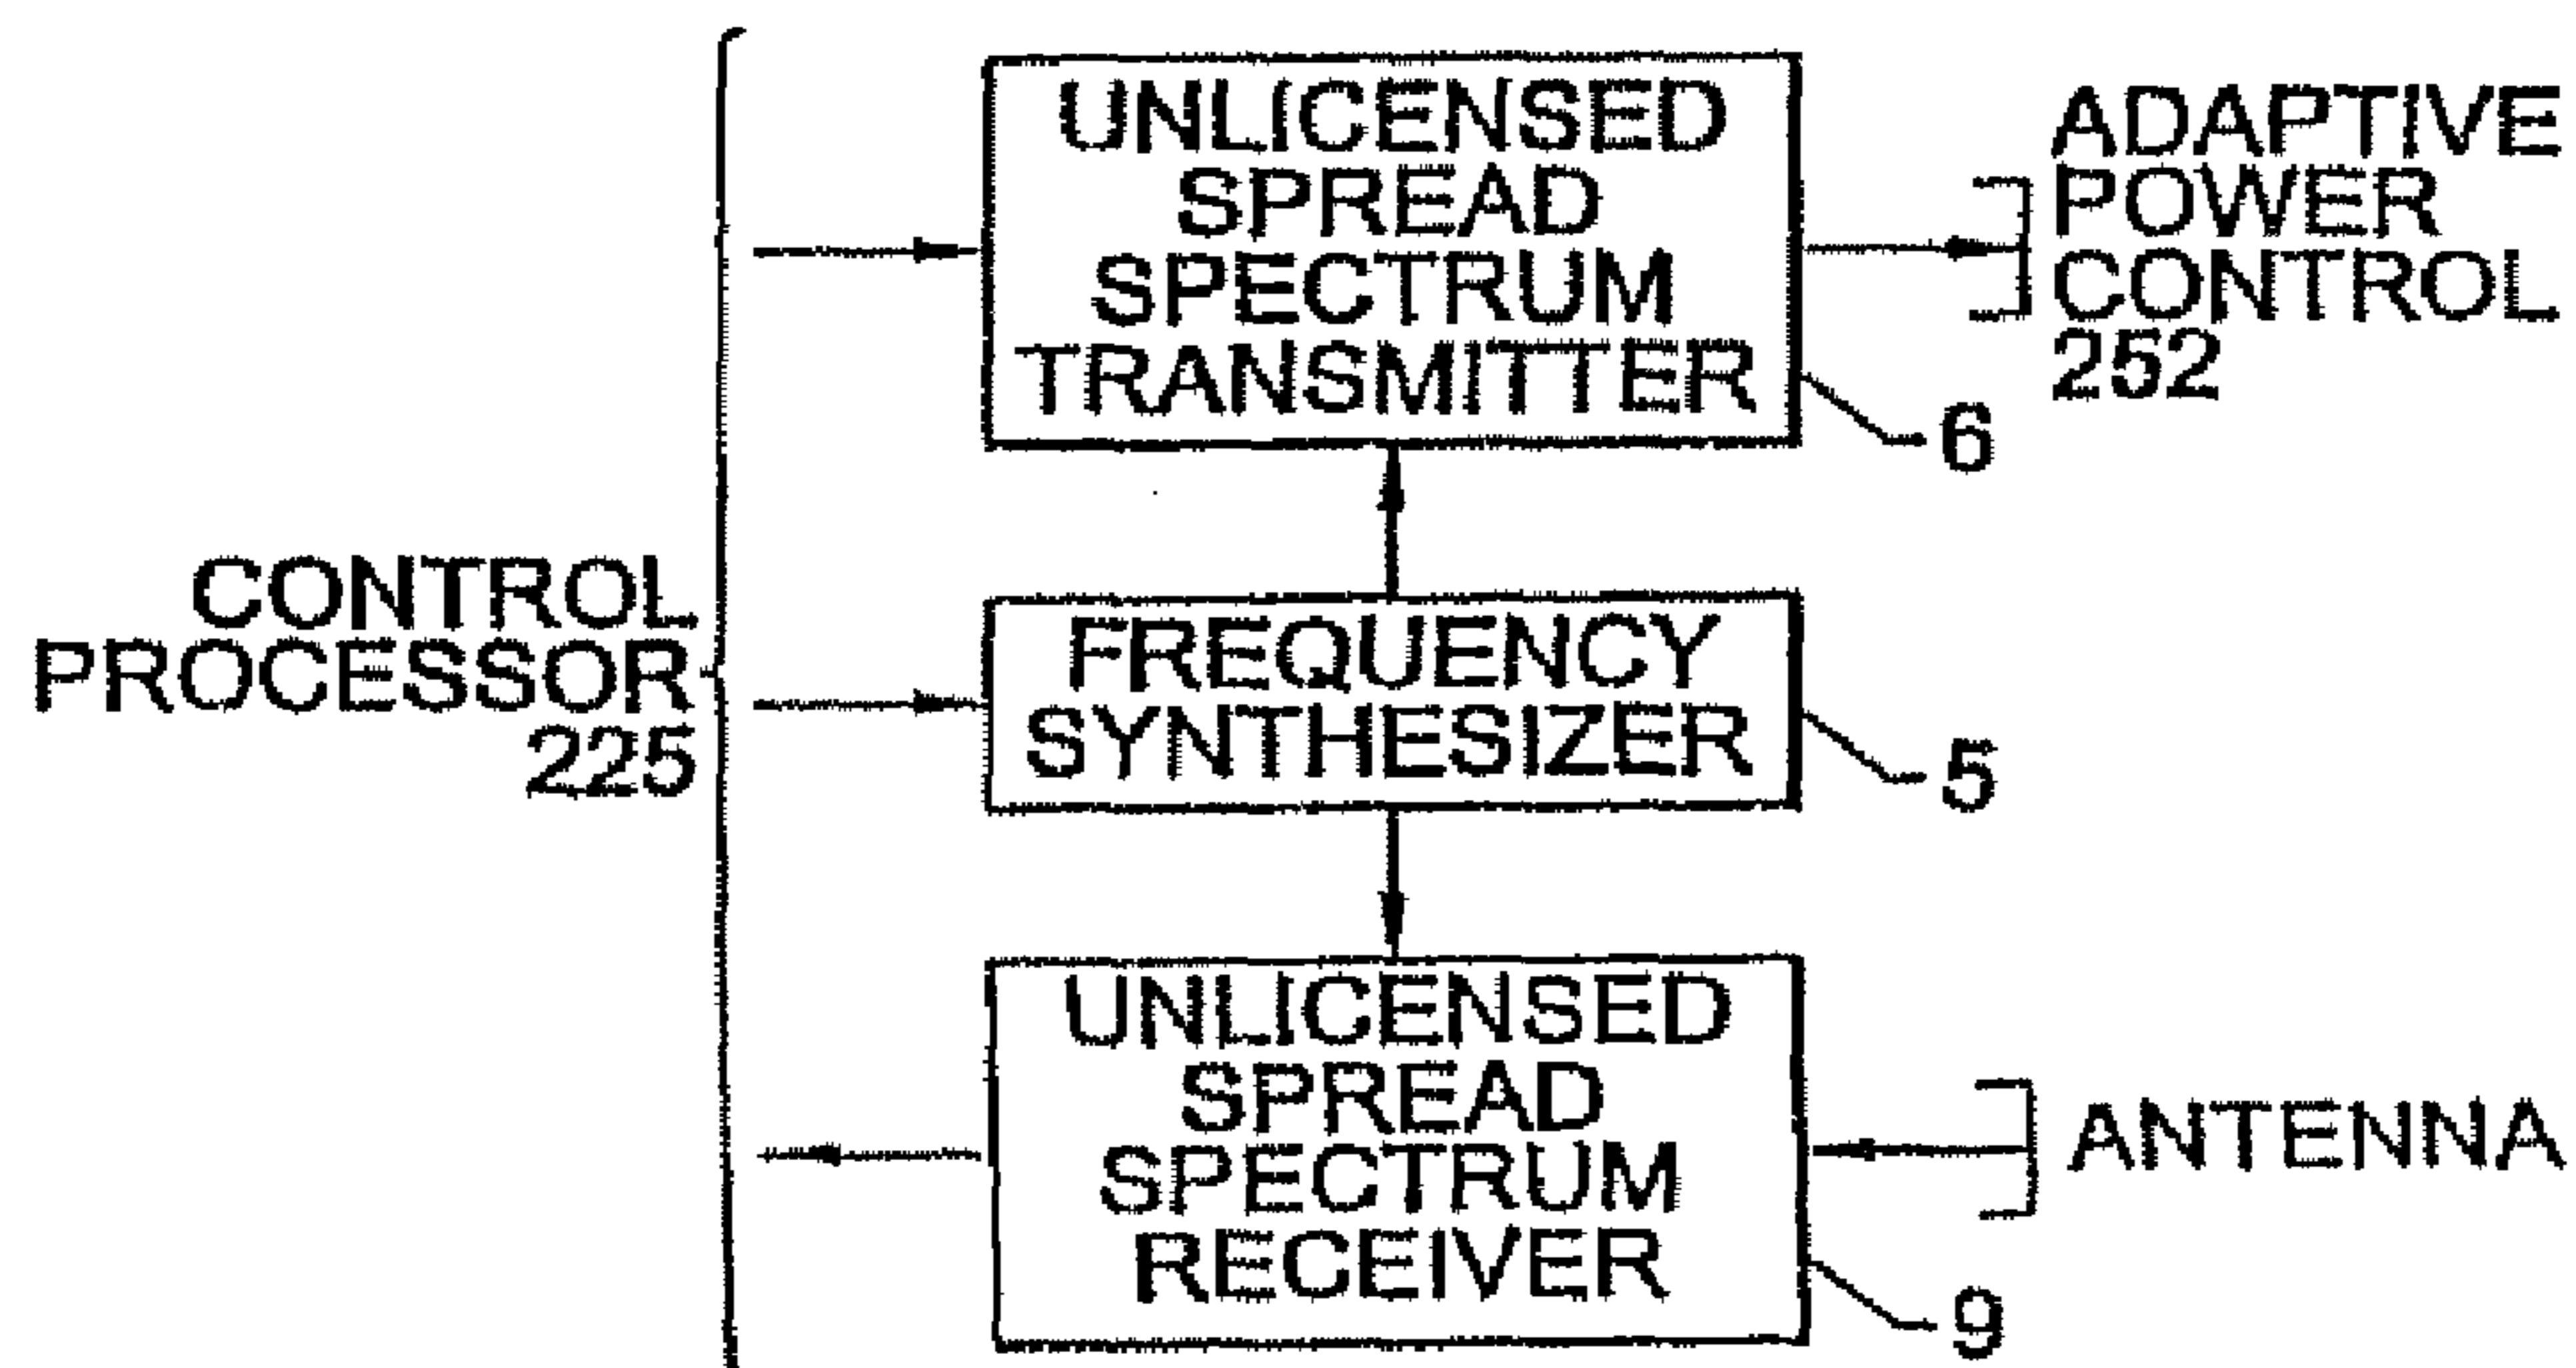 UNLICENSED
SPREAD
SPECTRUM
TRANSMITTER
ADAPTIVE
POWER
CONTROL
252
6
CONTROL
PROCESSOR
225
FREQUENCY
SYNTHESIZER
5
UNLICENSED
SPREAD
SPECTRUM
RECEIVER
ANTENNA
9